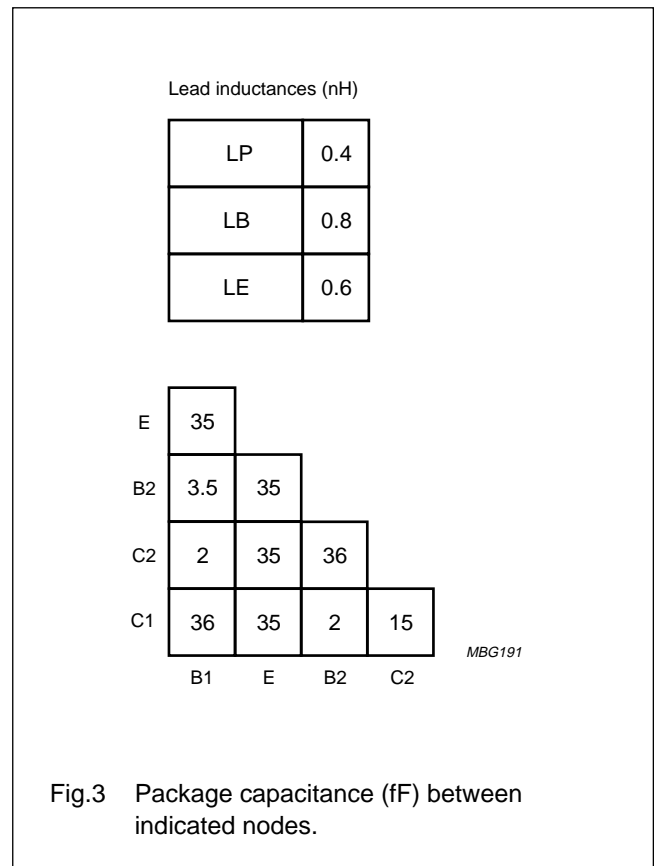 Lead inductances (nH)
LP 0.4
LB 0.8
LE 0.6
E 35
B2 3.5 35
C2 2 35 36
C1 36 35 2 15
MBG191
B1 E B2 C2
Fig.3 Package capacitance (fF) between
indicated nodes.